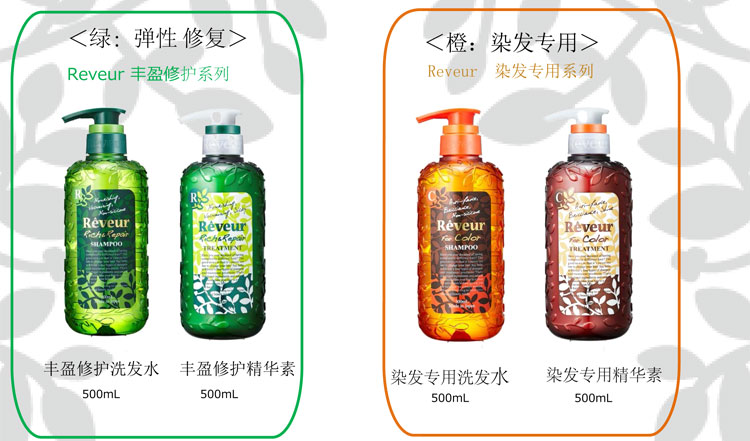 ＜绿：弹性 修复＞
Reveur 丰盈修护系列
R
Nourishing,
Rêveur
Rich & Repair
SHAMPOO
R
Rêveur
Rich & Repair
TREATMENT
丰盈修护洗发水
500mL
丰盈修护精华素
500mL
＜橙：染发专用＞
Reveur 染发专用系列
C
Non-silicone
Rêveur
For Color
SHAMPOO
C
Rêveur
For Color
TREATMENT
染发专用洗发水
500mL
染发专用精华素
500mL